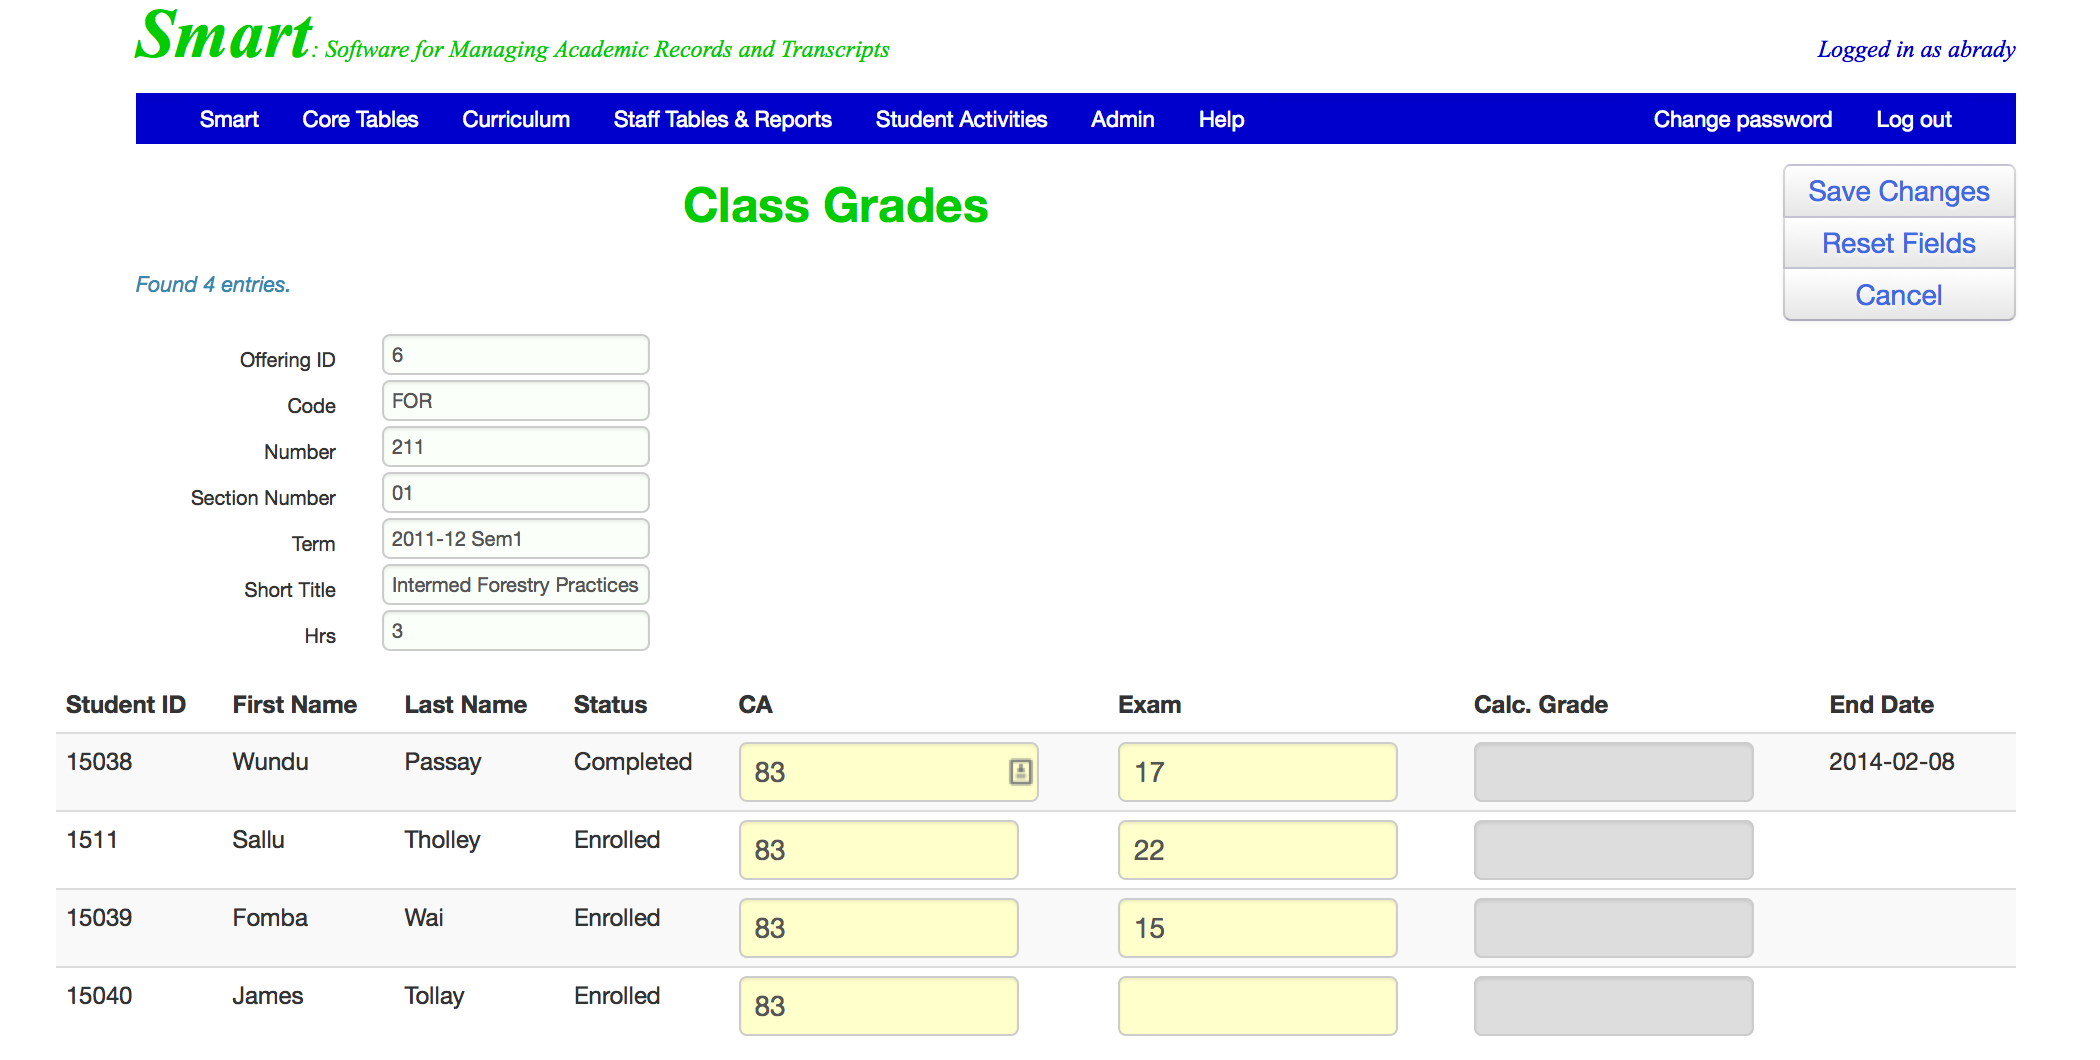 Smart: Software for Managing Academic Records and Transcripts Logged in as abrady
Smart Core Tables Curriculum Staff Tables & Reports Student Activities Admin Help Change password Log out
Class Grades
Save Changes
Reset Fields
Cancel
Found 4 entries.
Offering ID 6
Code FOR
Number 211
Section Number 01
Term 2011-12 Sem1
Short Title Intermed Forestry Practices
Hrs 3
Student ID First Name Last Name Status CA Exam Calc. Grade End Date
15038 Wundu Passay Completed 83 17 2014-02-08
1511 Sallu Tholley Enrolled 83 22
15039 Fomba Wai Enrolled 83 15
15040 James Tollay Enrolled 83